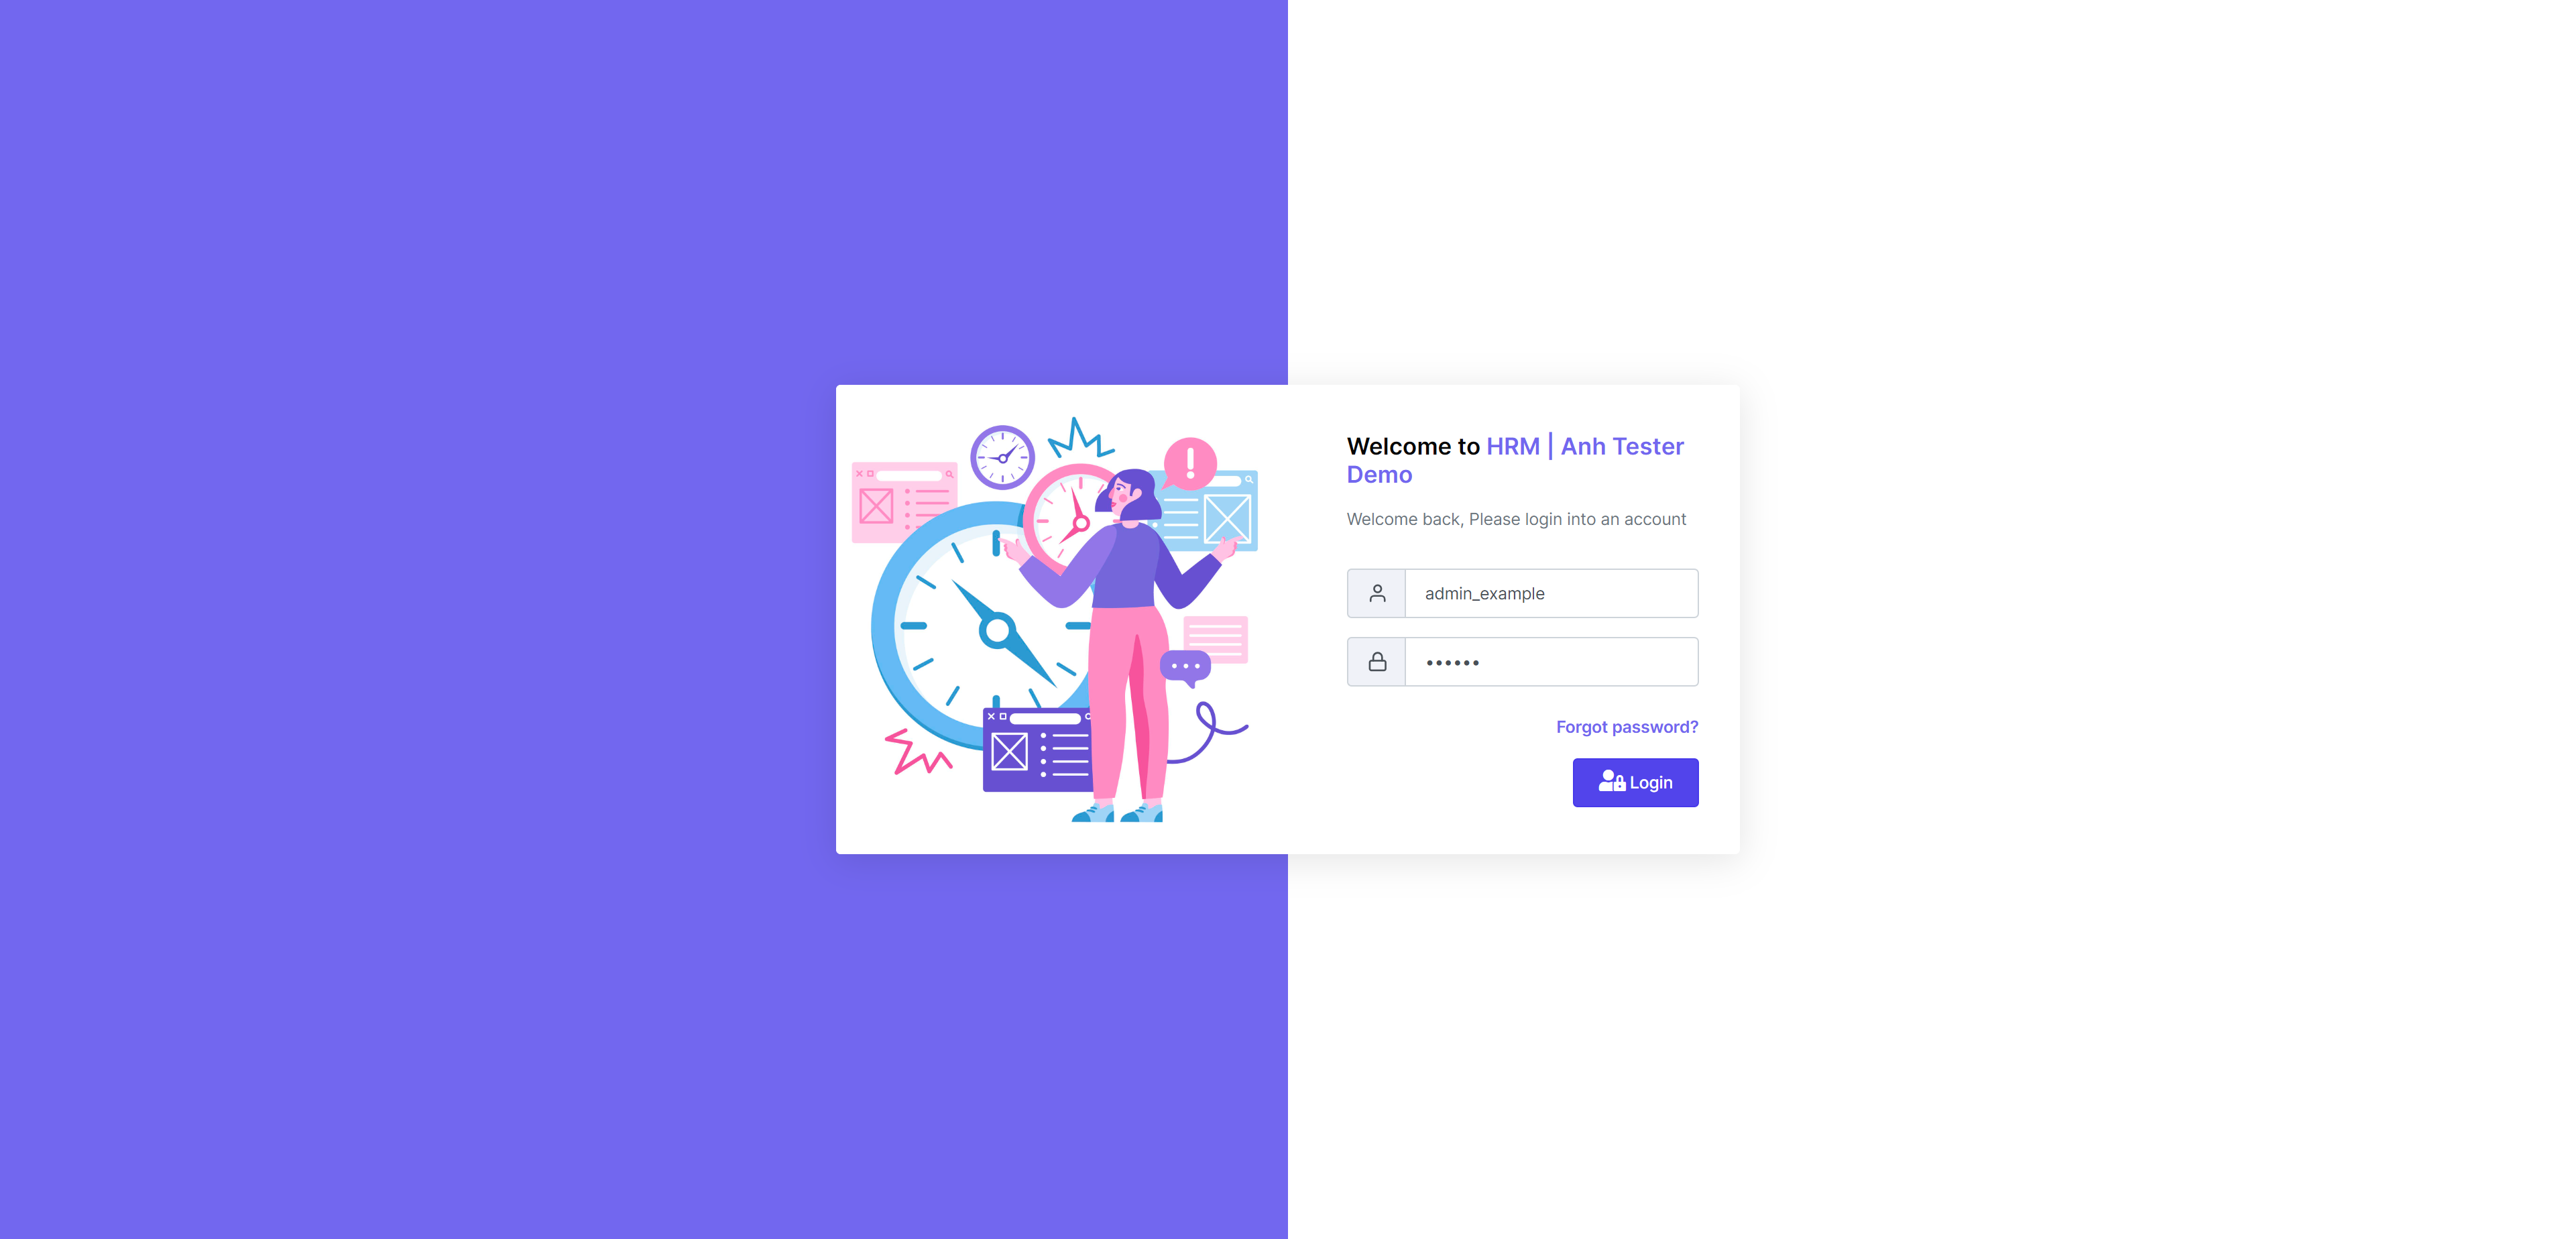 Welcome to HRM | Anh Tester
Demo
Welcome back, Please login into an account
admin_example
••••••
Forgot password?
Login